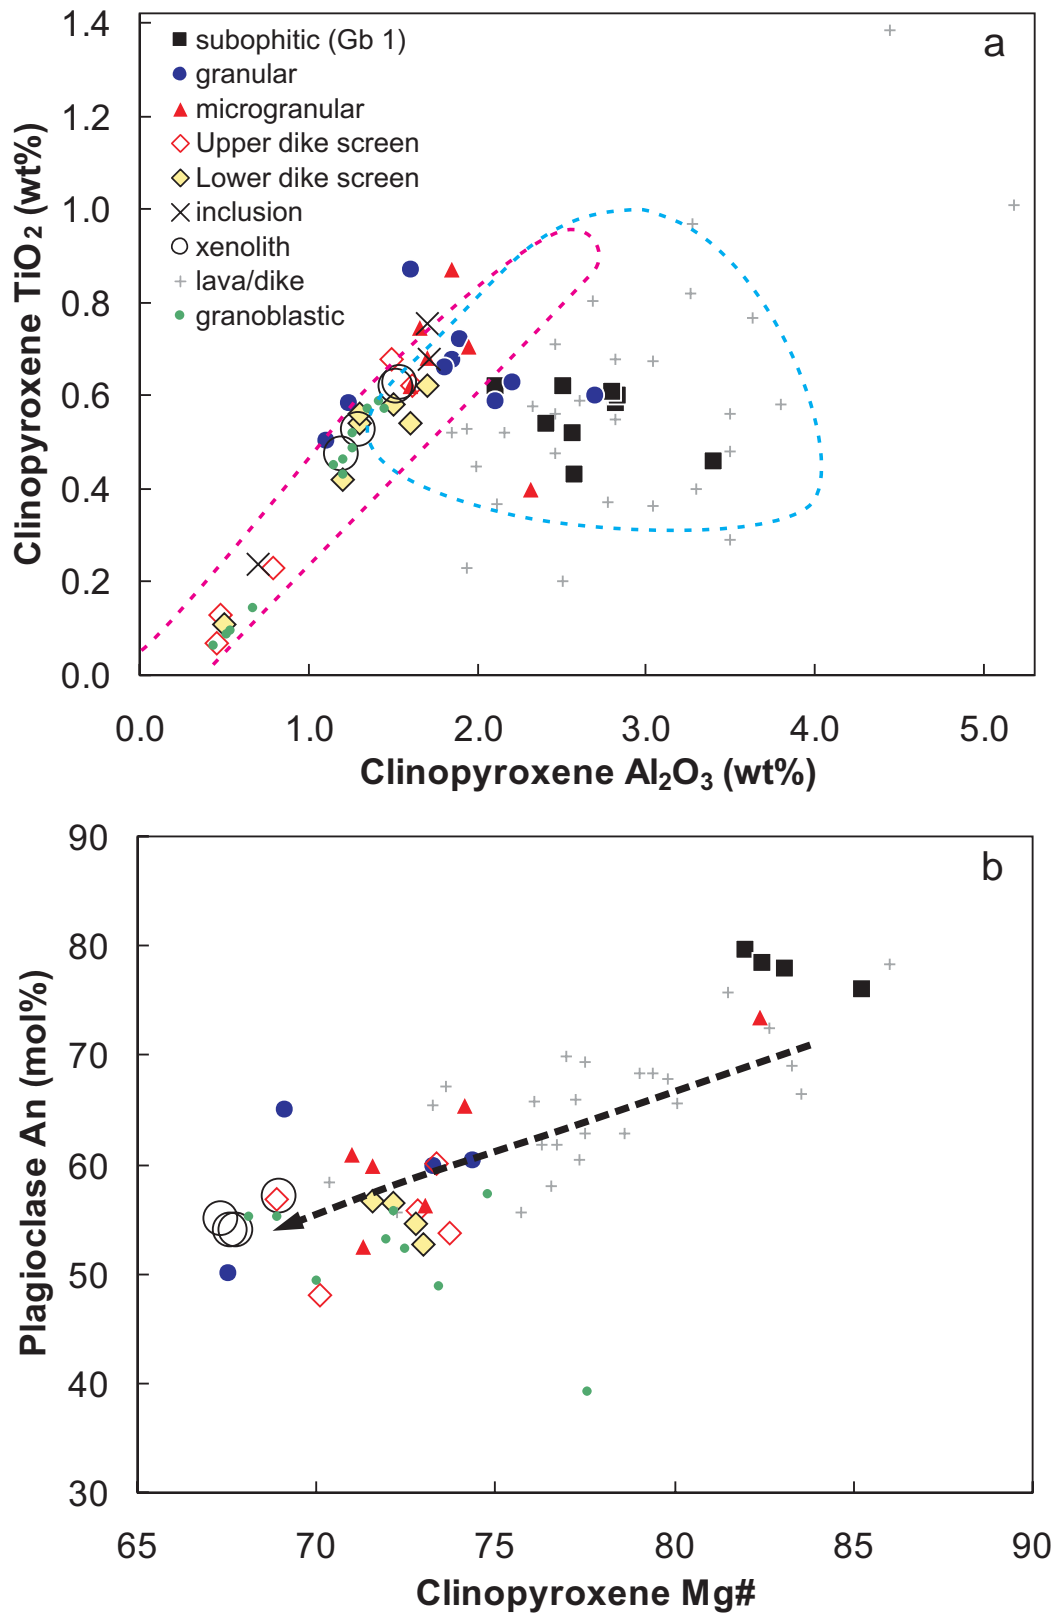 a
1.4
1.2
1.0
0.8
0.6
0.4
0.2
0.0
Clinopyroxene TiO2 (wt%)
subophitic (Gb 1)
granular
microgranular
Upper dike screen
Lower dike screen
inclusion
xenolith
lava/dike
granoblastic
0.0 1.0 2.0 3.0 4.0 5.0
Clinopyroxene Al2O3 (wt%)
b
90
80
70
60
50
40
30
Plagioclase An (mol%)
65 70 75 80 85 90
Clinopyroxene Mg#